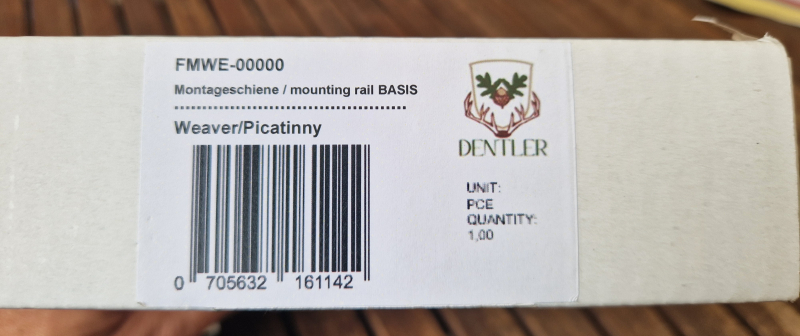 FMWE-00000
Montageschiene / mounting rail BASIS
Weaver/Picatinny
0 705632 161142
DENTLER
UNIT:
PCE
QUANTITY:
1,00